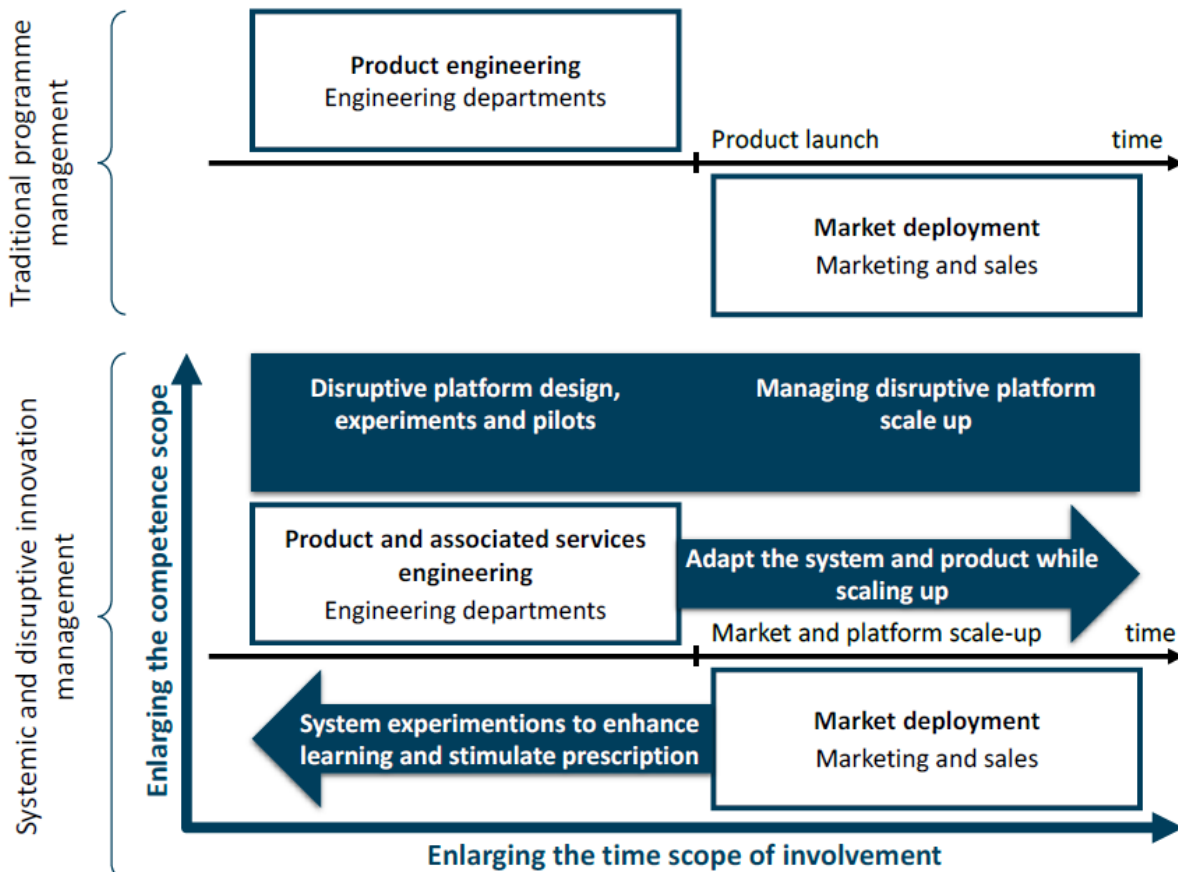 Traditional programme
management
Product engineering
Engineering departments
Product launch
time
Market deployment
Marketing and sales
Systemic and disruptive innovation
management
Enlarging the competence scope
Disruptive platform design,
experiments and pilots
Managing disruptive platform
scale up
Product and associated services
engineering
Engineering departments
Adapt the system and product while
scaling up
Market and platform scale-up
time
System experimentions to enhance
learning and stimulate prescription
Market deployment
Marketing and sales
Enlarging the time scope of involvement